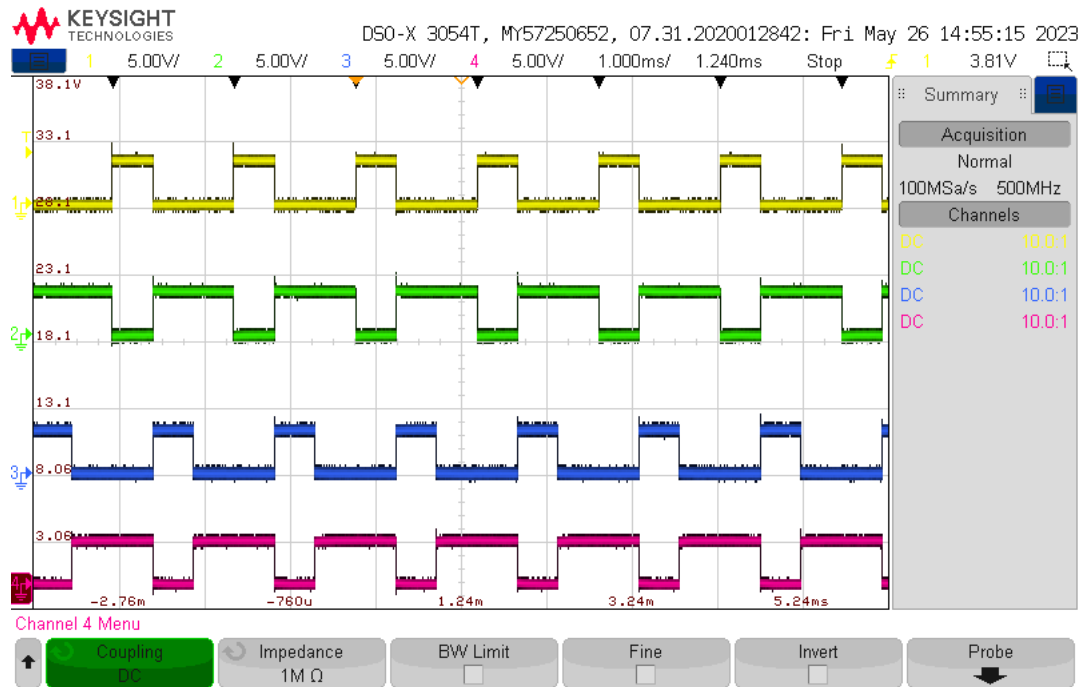 KEYSIGHT
TECHNOLOGIES
DSO-X 3054T, MY57250652, 07.31.2020012842: Fri May 26 14:55:15 2023
1 5.00V/ 2 5.00V/ 3 5.00V/ 4 5.00V/ 1.000ms/ 1.240ms Stop 1 3.81V
38.1V
Summary
T
33.1
Acquisition
Normal
100MSa/s 500MHz
1 28.1
Channels
DC 10.0:1
DC 10.0:1
DC 10.0:1
DC 10.0:1
23.1
2 18.1
13.1
3 8.06
3.06
4
-2.76m -760u 1.24m 3.24m 5.24ms
Channel 4 Menu
Coupling Impedance BW Limit Fine Invert Probe
DC 1M Ω